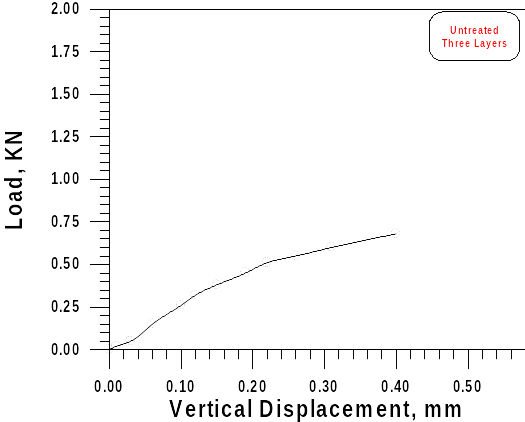 2.00
Untreated
Three Layers
1.75
1.50
1.25
1.00
0.75
0.50
0.25
0.00
Load, KN
0.00 0.10 0.20 0.30 0.40 0.50
Vertical Displacement, mm